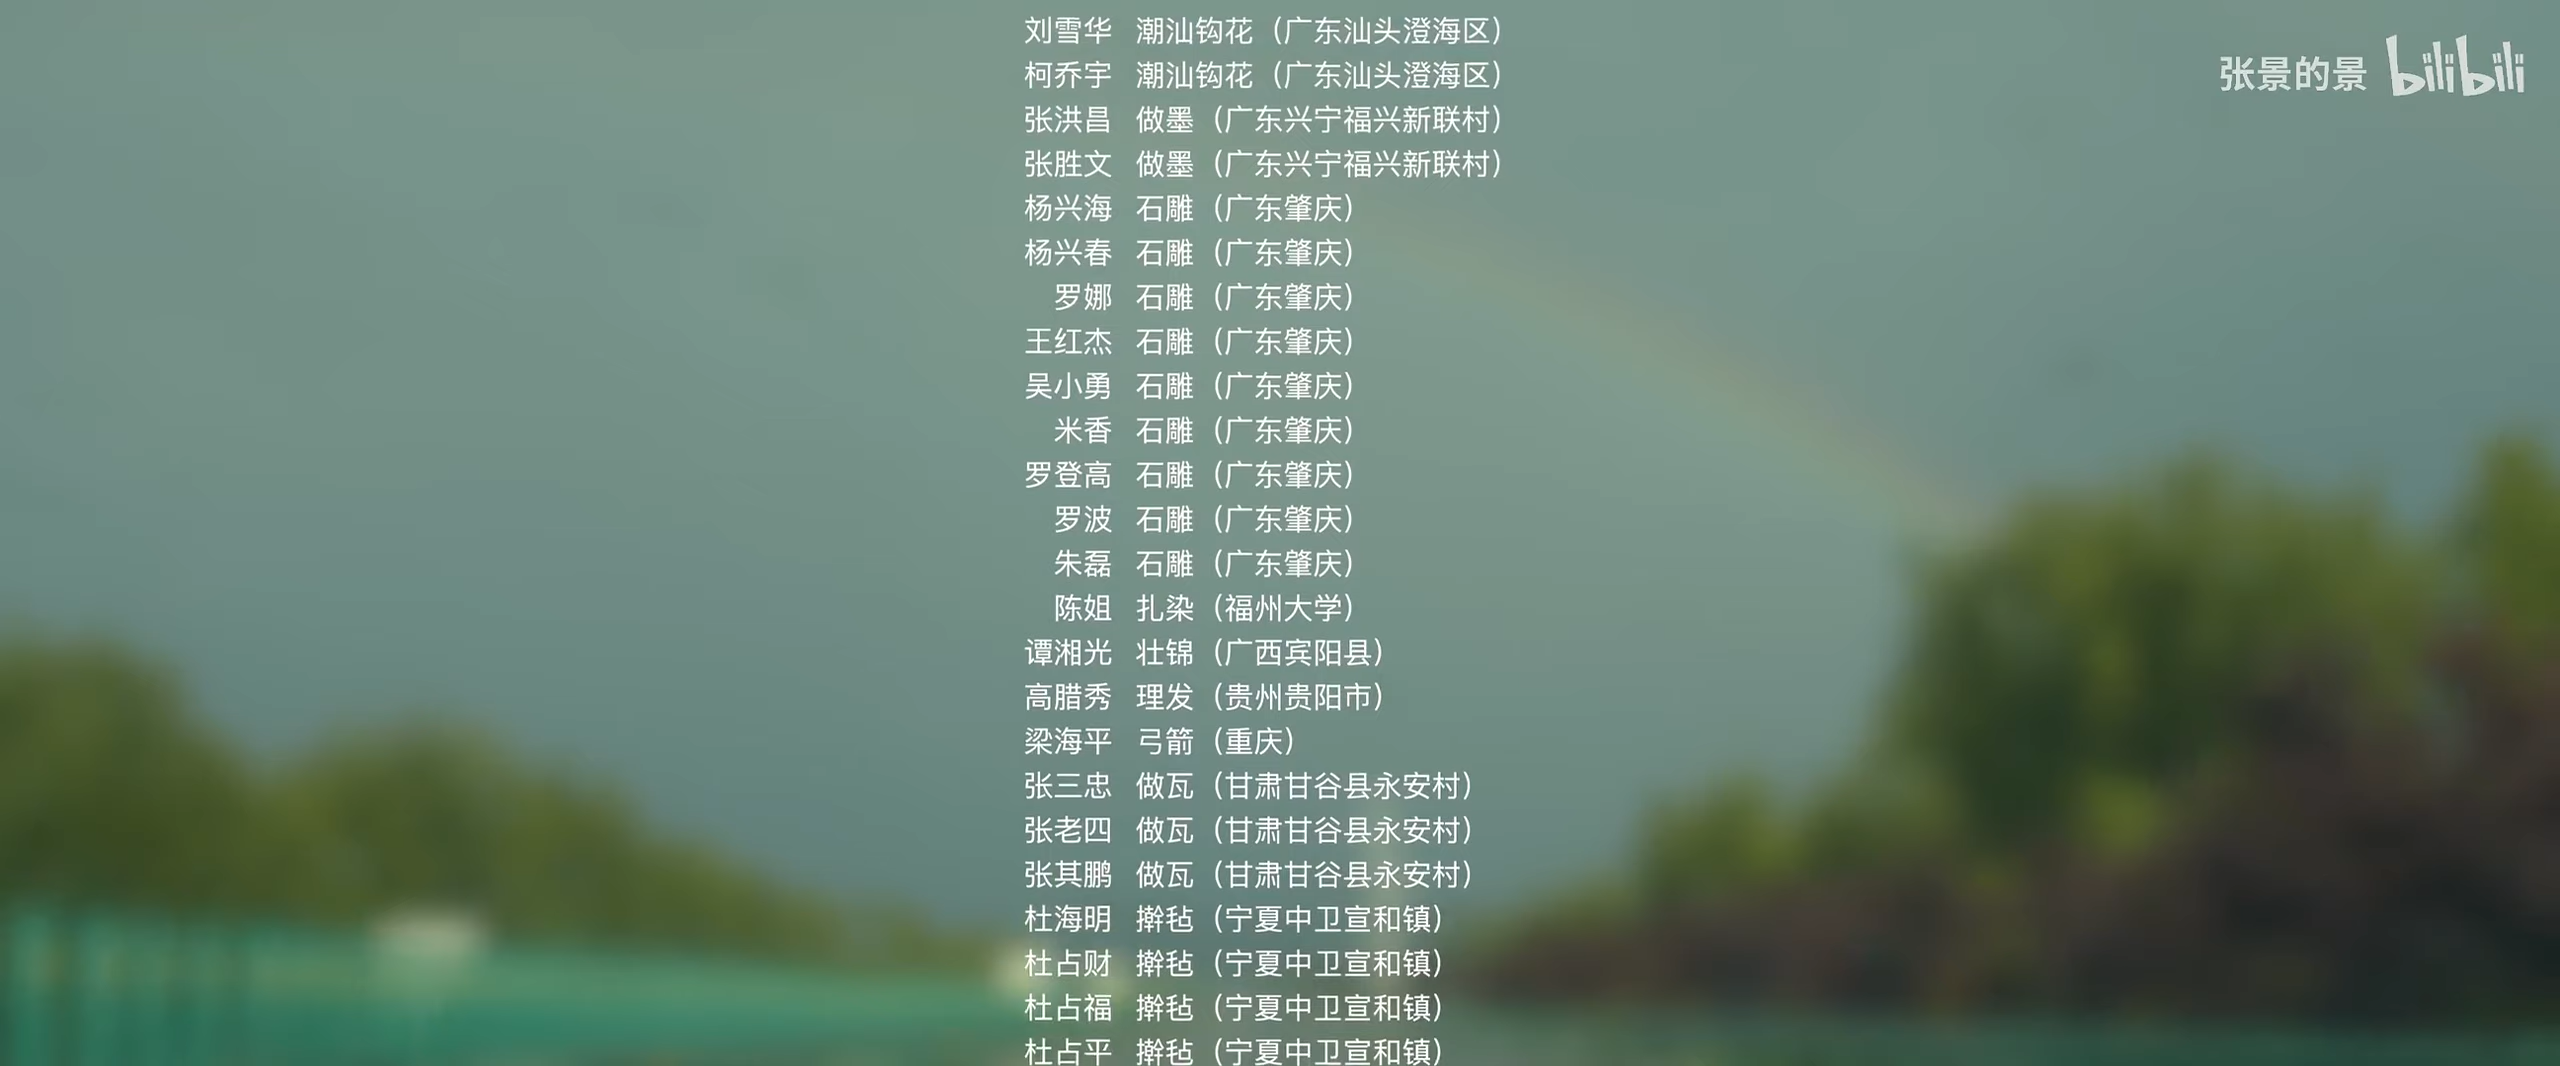 刘雪华 潮汕钩花（广东汕头澄海区）
柯乔宇 潮汕钩花（广东汕头澄海区）
张洪昌 做墨（广东兴宁福兴新联村）
张胜文 做墨（广东兴宁福兴新联村）
杨兴海 石雕（广东肇庆）
杨兴春 石雕（广东肇庆）
罗娜 石雕（广东肇庆）
王红杰 石雕（广东肇庆）
吴小勇 石雕（广东肇庆）
米香 石雕（广东肇庆）
罗登高 石雕（广东肇庆）
罗波 石雕（广东肇庆）
朱磊 石雕（广东肇庆）
陈姐 扎染（福州大学）
谭湘光 壮锦（广西宾阳县）
高腊秀 理发（贵州贵阳市）
梁海平 弓箭（重庆）
张三忠 做瓦（甘肃甘谷县永安村）
张老四 做瓦（甘肃甘谷县永安村）
张其鹏 做瓦（甘肃甘谷县永安村）
杜海明 擀毡（宁夏中卫宣和镇）
杜占财 擀毡（宁夏中卫宣和镇）
杜占福 擀毡（宁夏中卫宣和镇）
杜占平 擀毡（宁夏中卫宣和镇）
张景的景 bilibili